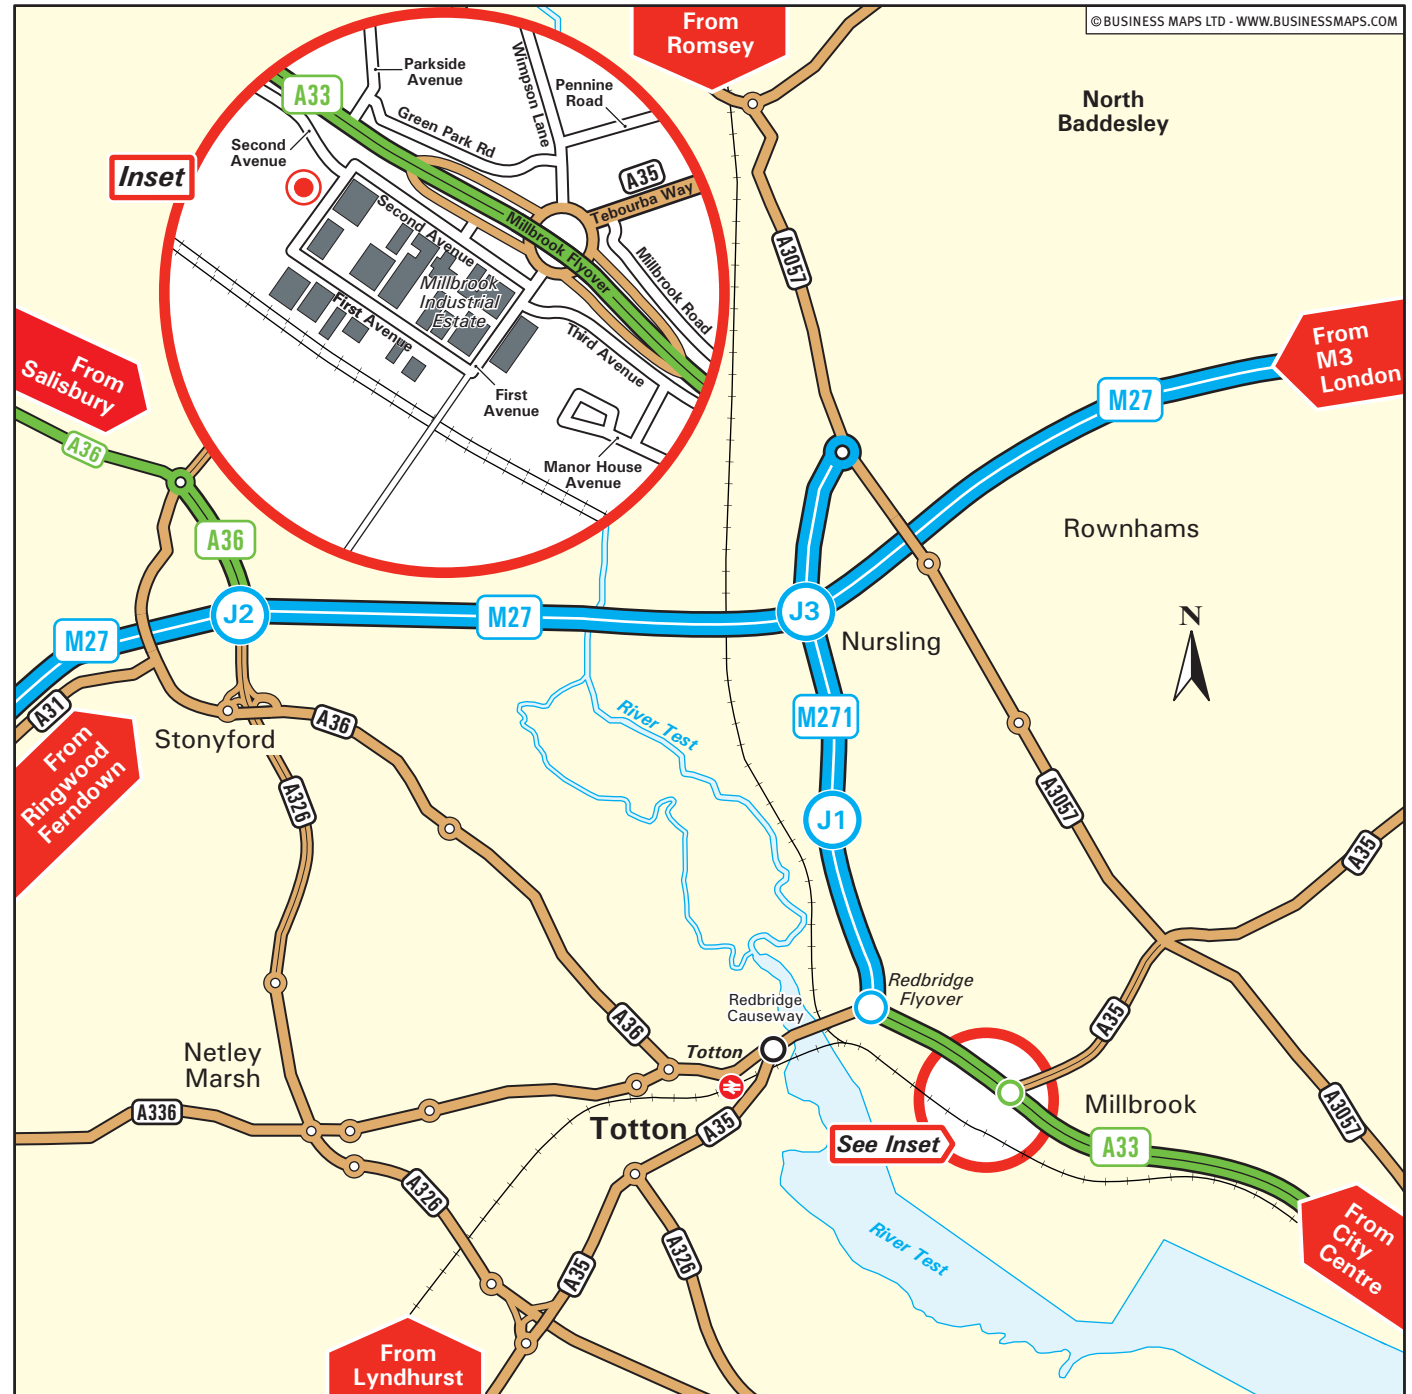 © BUSINESS MAPS LTD - WWW.BUSINESSMAPS.COM
From
Romsey
North
Baddesley
Inset
A33
Parkside
Avenue
Wimpson Lane
Pennine
Road
Green Park Rd
Second
Avenue
A35
Tebourba Way
Second Avenue
Millbrook Flyover
Millbrook Road
Millbrook
Industrial
Estate
First Avenue
Third Avenue
First
Avenue
Manor House
Avenue
A3057
From
M3
London
M27
From
Salisbury
A36
A36
Rownhams
J2
M27
M27
J3
Nursling
N
A31
Stonyford
A36
River Test
M271
From
Ringwood
Ferndown
A326
J1
A3057
A35
Redbridge
Flyover
Redbridge
Causeway
A36
Totton
A35
Netley
Marsh
A336
Totton
A35
Millbrook
A3057
See Inset
A33
A326
River Test
A35
A326
From
City
Centre
From
Lyndhurst